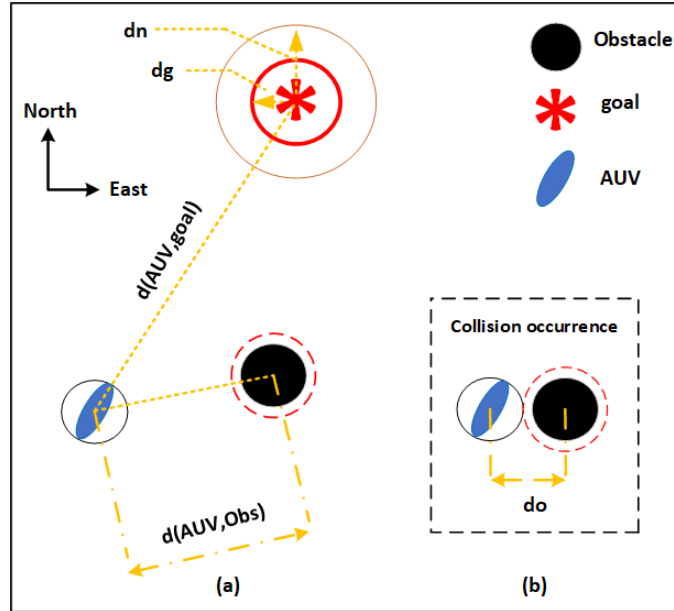 dn
dg
North
East
Obstacle
goal
AUV
d(AUV,goal)
d(AUV,Obs)
(a)
Collision occurrence
do
(b)